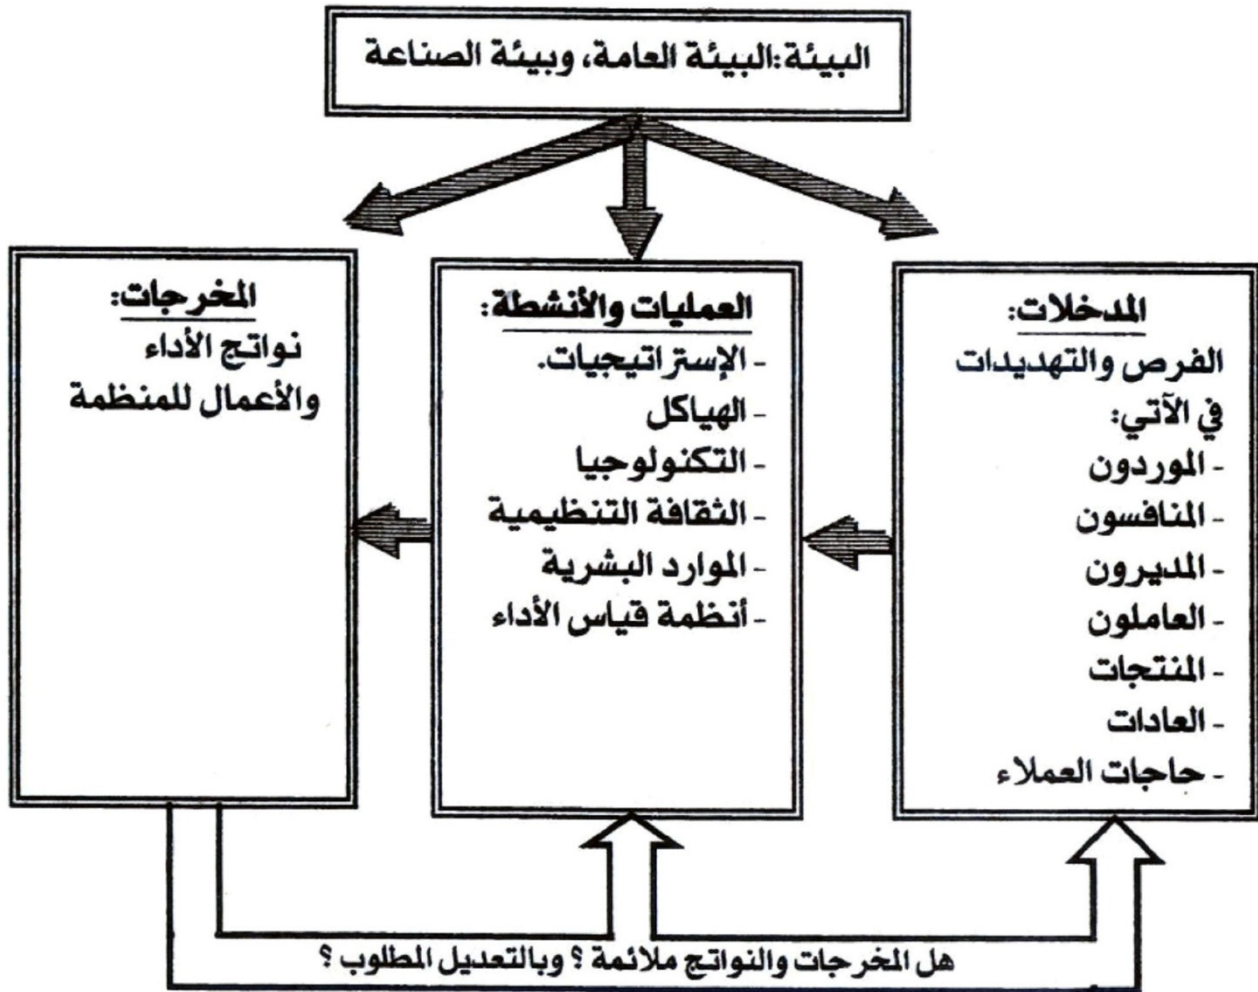 البيئة:البيئة العامة، وبيئة الصناعة
المدخلات:
الفرص والتهديدات
في الآتي:
- الموردون
- المنافسون
- المديرون
- العاملون
- المنتجات
- العادات
- حاجات العملاء
العمليات والأنشطة:
- الإستراتيجيات.
- الهياكل
- التكنولوجيا
- الثقافة التنظيمية
- الموارد البشرية
- أنظمة قياس الأداء
المخرجات:
نواتج الأداء
والأعمال للمنظمة
هل المخرجات والنواتج ملائمة ؟ وبالتعديل المطلوب ؟